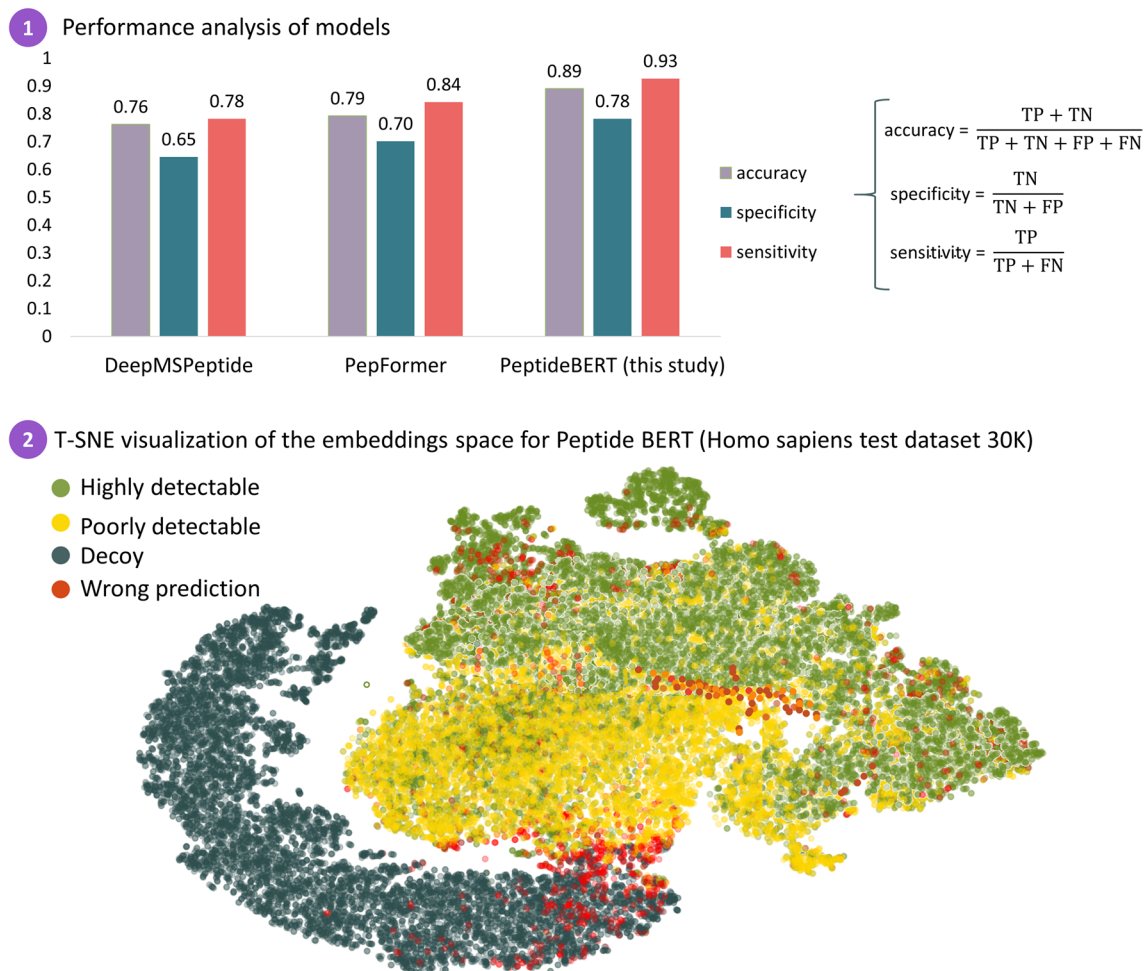 1 Performance analysis of models
1
0.9
0.8
0.7
0.6
0.5
0.4
0.3
0.2
0.1
0
0.76 0.65 0.78
0.79 0.70 0.84
0.89 0.78 0.93
DeepMSPeptide PepFormer PeptideBERT (this study)
accuracy
specificity
sensitivity
accuracy = TP + TN / TP + TN + FP + FN
specificity = TN / TN + FP
sensitivity = TP / TP + FN
2 T-SNE visualization of the embeddings space for Peptide BERT (Homo sapiens test dataset 30K)
Highly detectable
Poorly detectable
Decoy
Wrong prediction